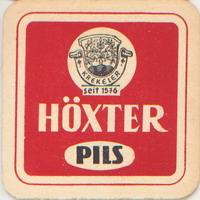 KREKELER
seit 1576
HÖXTER
PILS